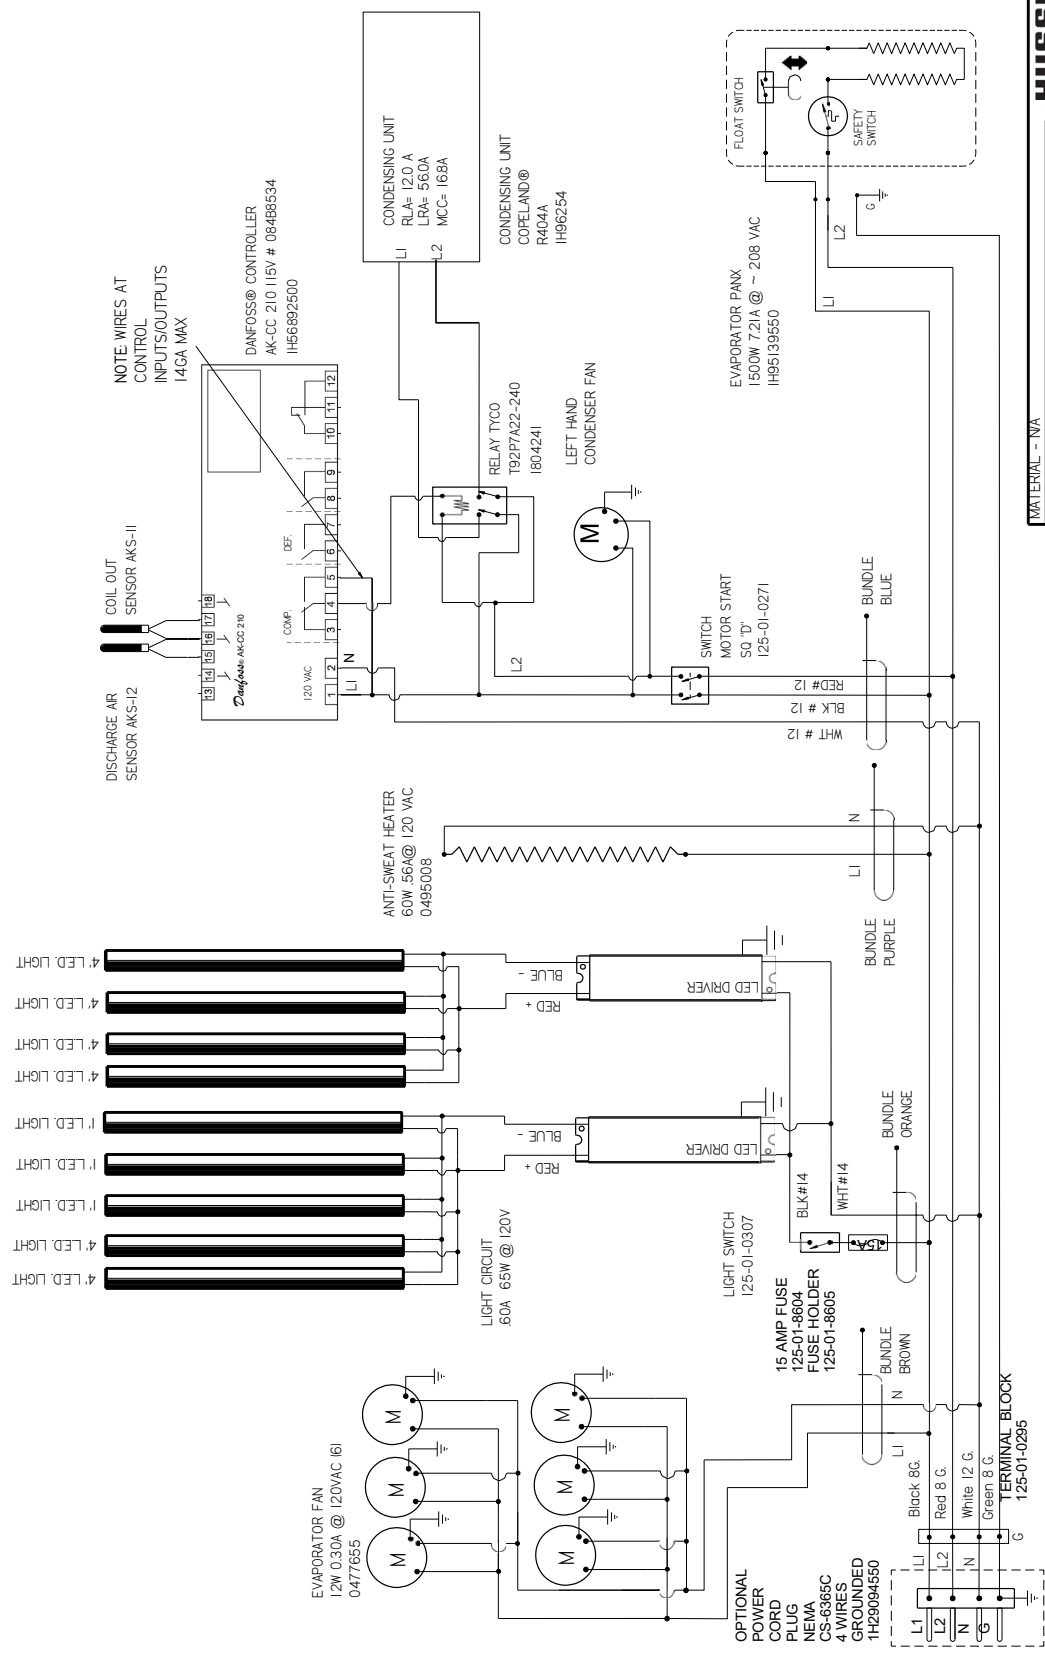 NOTE: WIRES AT
CONTROL
INPUTS/OUTPUTS
14GA MAX
DANFOSS® CONTROLLER
AK-CC 210 115V # 084B8534
1H56892500
CONDENSING UNIT
RLA= 12.0 A
LRA= 56.0A
MCC= 16.8A
L1
L2
CONDENSING UNIT
COPELAND®
R404A
1H96254
FLOAT SWITCH
SAFETY
SWITCH
G
L2
L1
EVAPORATOR PANX
1500W 7.21A @ ~ 208 VAC
1H95139550
MATERIAL - N/A
COIL OUT
SENSOR AKS-11
DISCHARGE AIR
SENSOR AKS-12
13 14 15 16 17 18
Danfoss® AK-CC 210
120 VAC
COMP.
DEF.
1 2 3 4 5 6 7 8 9 10 11 12
L1
N
RELAY TYCO
T92P7A22-240
1804241
LEFT HAND
CONDENSER FAN
M
L2
SWITCH
MOTOR START
SQ "D"
125-01-0271
RED# 12
BLK # 12
WHT # 12
BUNDLE
BLUE
ANTI-SWEAT HEATER
60W .56A@ 120 VAC
0495008
L1
N
BUNDLE
PURPLE
4' L.E.D. LIGHT
4' L.E.D. LIGHT
4' L.E.D. LIGHT
4' L.E.D. LIGHT
1' L.E.D. LIGHT
1' L.E.D. LIGHT
1' L.E.D. LIGHT
4' L.E.D. LIGHT
4' L.E.D. LIGHT
BLUE -
RED +
LED DRIVER
BLUE -
RED +
LED DRIVER
LIGHT CIRCUIT
.60A 65W @ 120V
BLK#14
WHT#14
LIGHT SWITCH
125-01-0307
15A
15 AMP FUSE
125-01-8604
FUSE HOLDER
125-01-8605
BUNDLE
ORANGE
EVAPORATOR FAN
12W 0.30A @ 120VAC (6)
0477655
M
M
M
M
M
M
BUNDLE
BROWN
L1
N
Black 8G.
Red 8 G.
White 12 G.
Green 8 G.
TERMINAL BLOCK
125-01-0295
L1
L2
N
G
OPTIONAL
POWER
CORD
PLUG
NEMA
CS-6365C
4 WIRES
GROUNDED
1H29094550
L1
L2
N
G